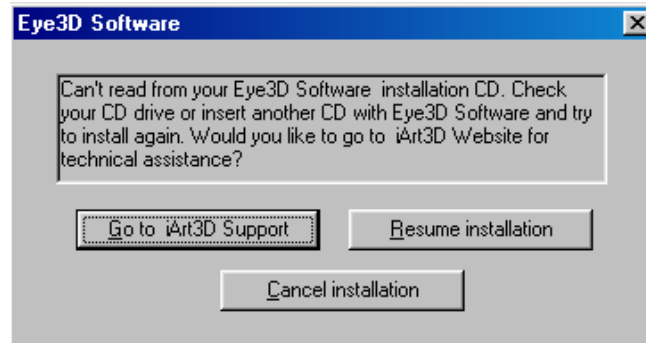 Eye3D Software
Can't read from your Eye3D Software installation CD. Check
your CD drive or insert another CD with Eye3D Software and try
to install again. Would you like to go to iArt3D Website for
technical assistance?
Go to iArt3D Support
Resume installation
Cancel installation